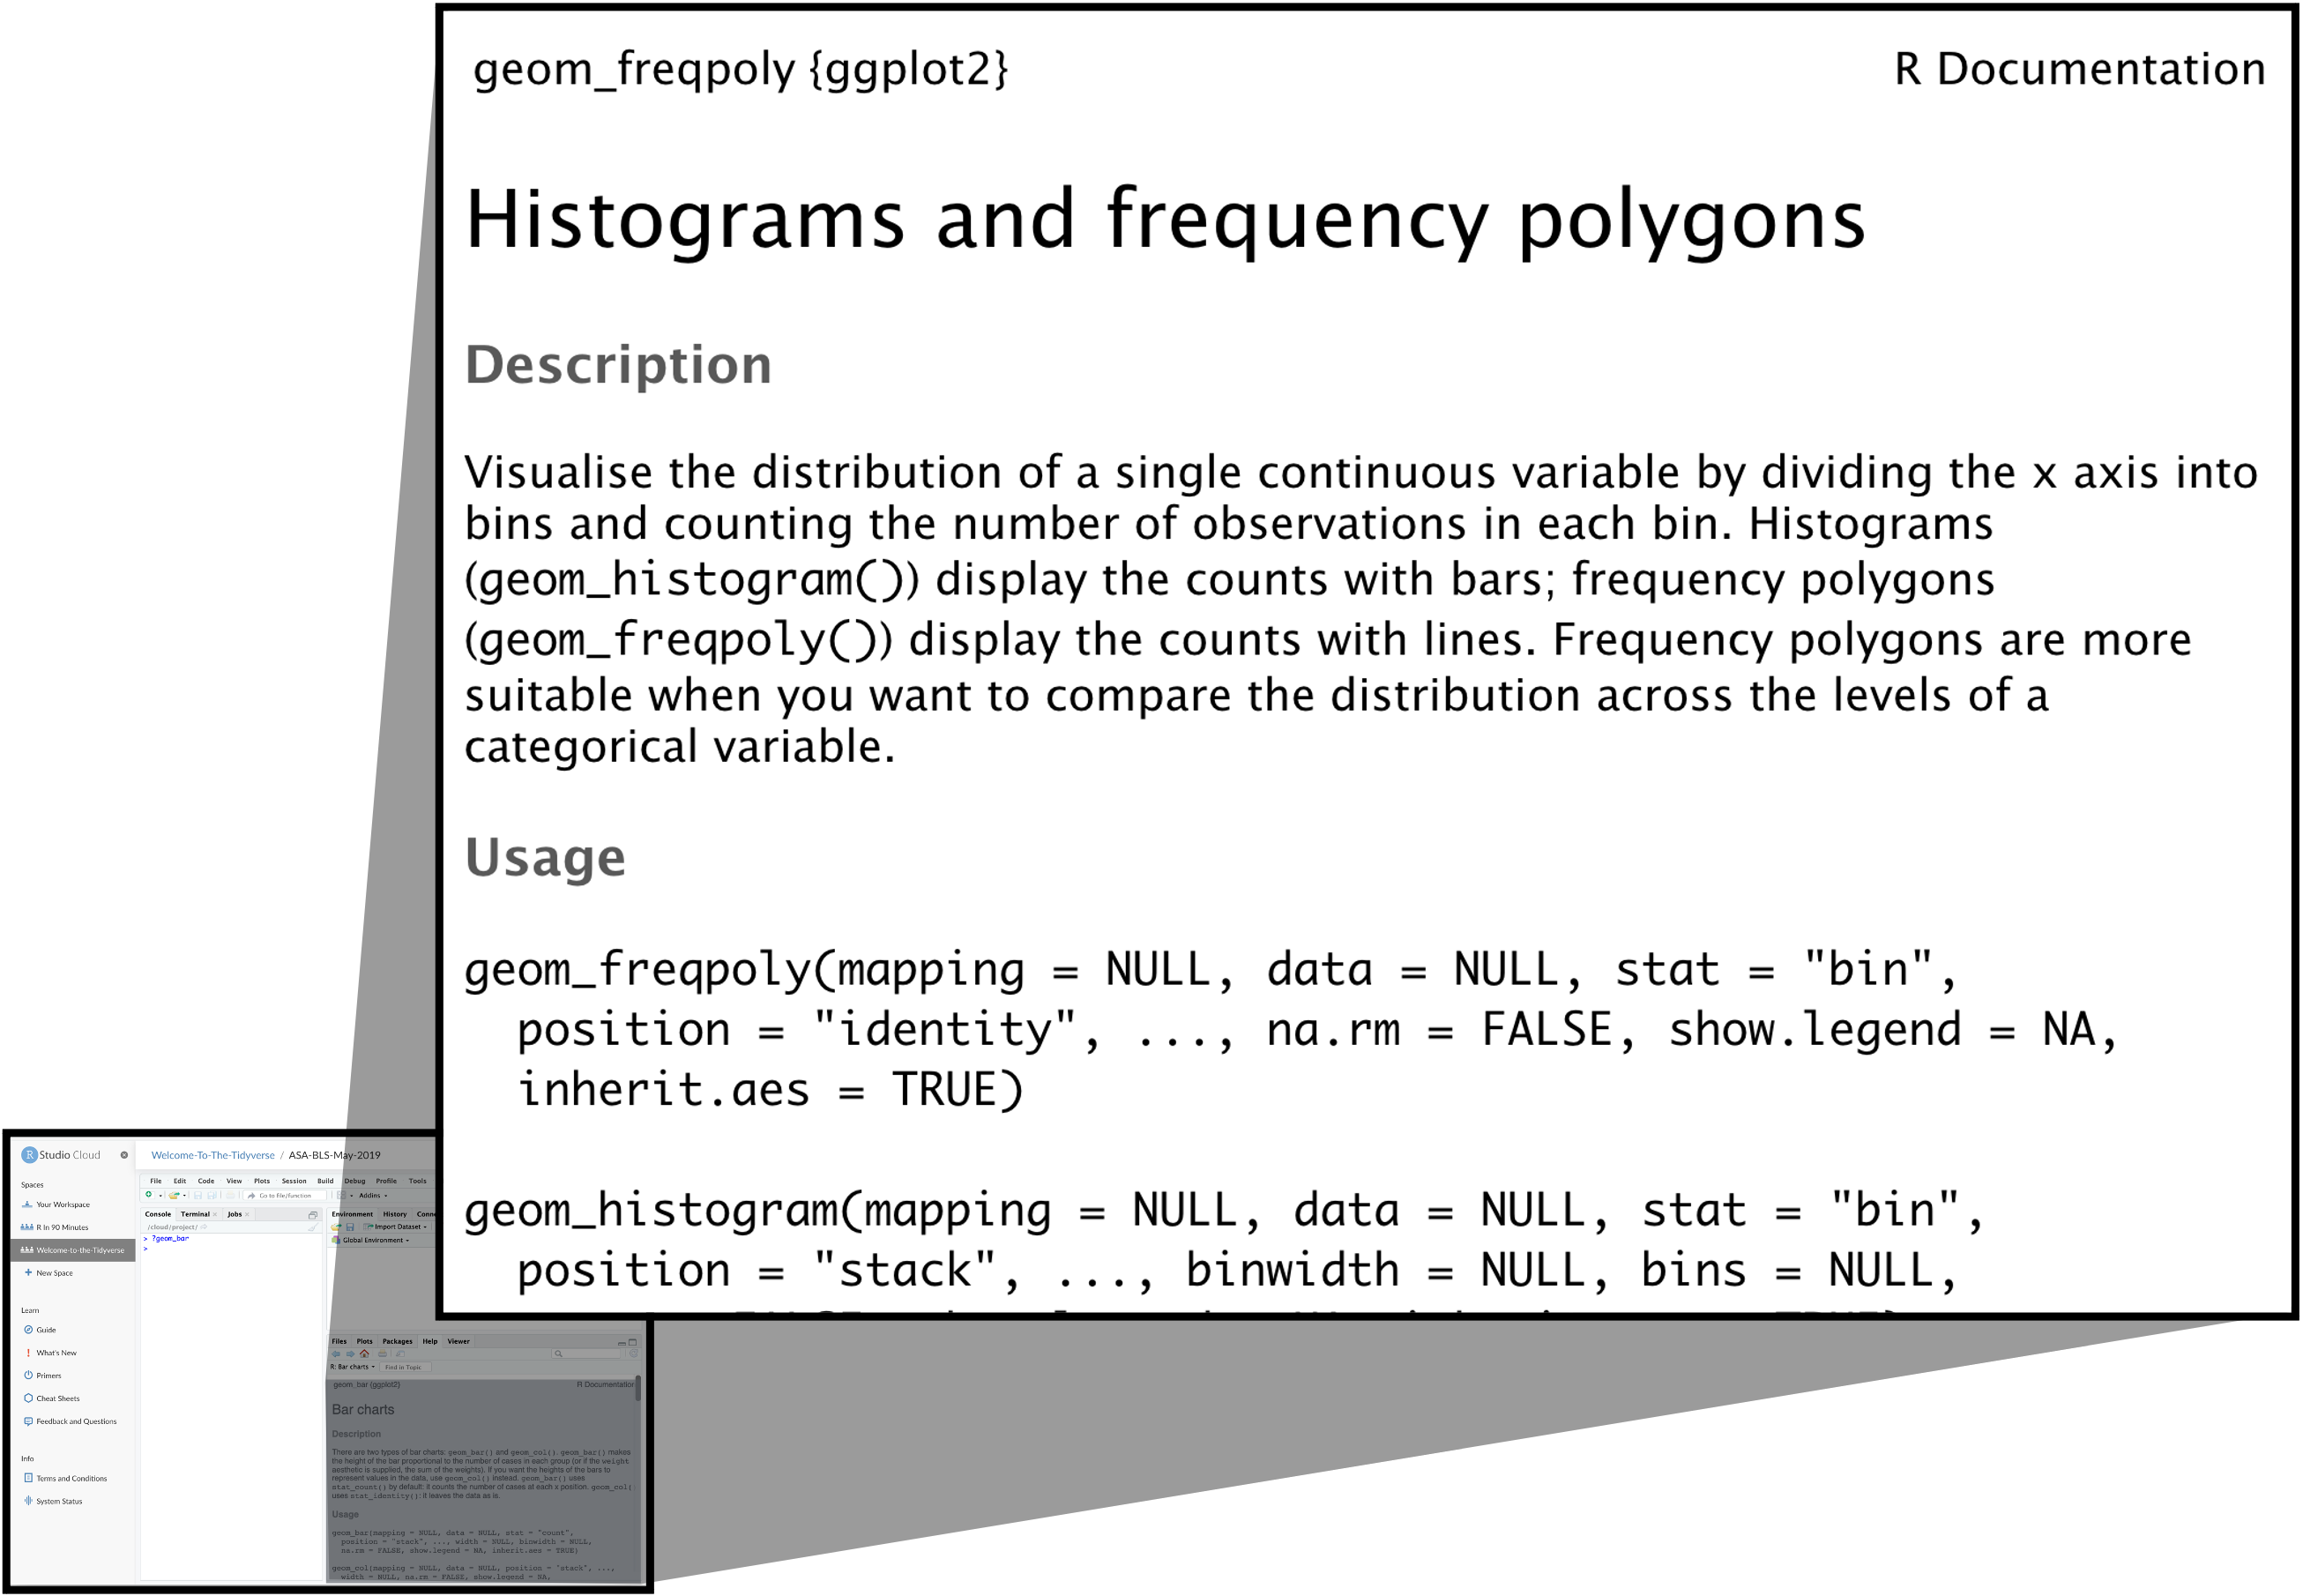 geom_freqpoly {ggplot2} R Documentation
Histograms and frequency polygons
Description
Visualise the distribution of a single continuous variable by dividing the x axis into
bins and counting the number of observations in each bin. Histograms
(geom_histogram()) display the counts with bars; frequency polygons
(geom_freqpoly()) display the counts with lines. Frequency polygons are more
suitable when you want to compare the distribution across the levels of a
categorical variable.
Usage
geom_freqpoly(mapping = NULL, data = NULL, stat = "bin",
position = "identity", ..., na.rm = FALSE, show.legend = NA,
inherit.aes = TRUE)
geom_histogram(mapping = NULL, data = NULL, stat = "bin",
position = "stack", ..., binwidth = NULL, bins = NULL,
R Studio Cloud
Spaces
Your Workspace
R In 90 Minutes
Welcome-to-the-Tidyverse
New Space
Learn
Guide
What's New
Primers
Cheat Sheets
Feedback and Questions
Info
Terms and Conditions
System Status
Welcome-To-The-Tidyverse / ASA-BLS-May-2019
File Edit Code View Plots Session Build Debug Profile Tools
Go to file/function Addins
Console Terminal Jobs
/cloud/project/
> ?geom_bar
>
Environment History Conne
Import Dataset
Global Environment
Files Plots Packages Help Viewer
R: Bar charts Find in Topic
geom_bar {ggplot2} R Documentation
Bar charts
Description
There are two types of bar charts: geom_bar() and geom_col(). geom_bar() makes
the height of the bar proportional to the number of cases in each group (or if the weight
aesthetic is supplied, the sum of the weights). If you want the heights of the bars to
represent values in the data, use geom_col() instead. geom_bar() uses
stat_count() by default: it counts the number of cases at each x position. geom_col(
uses stat_identity(): it leaves the data as is.
Usage
geom_bar(mapping = NULL, data = NULL, stat = "count",
position = "stack", ..., width = NULL, binwidth = NULL,
na.rm = FALSE, show.legend = NA, inherit.aes = TRUE)
geom_col(mapping = NULL, data = NULL, position = "stack", ...,
width = NULL, na.rm = FALSE, show.legend = NA,